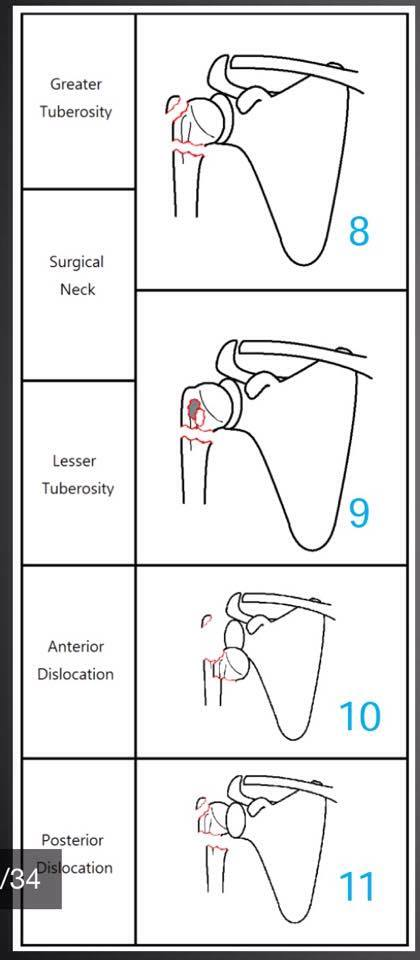 Greater
Tuberosity
8
Surgical
Neck
Lesser
Tuberosity
9
Anterior
Dislocation
10
Posterior
Dislocation
/34
11